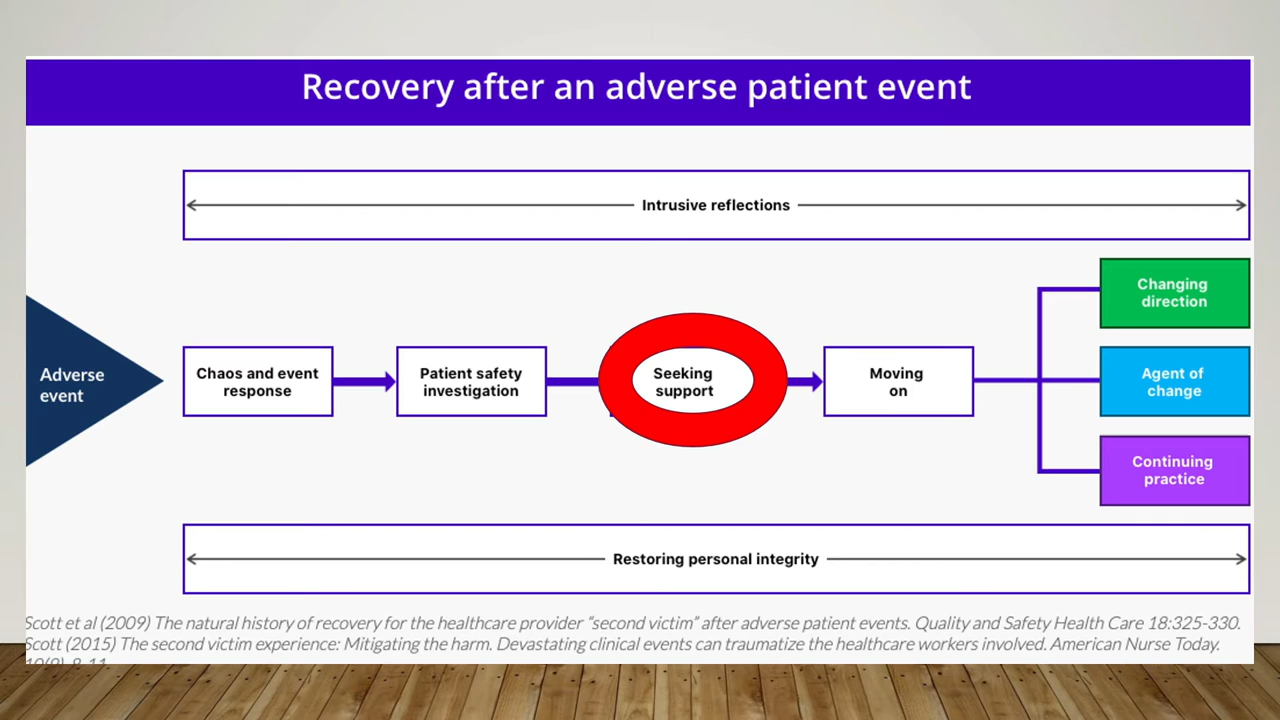 Recovery after an adverse patient event
Intrusive reflections
Adverse
event
Chaos and event
response
Patient safety
investigation
Seeking
support
Moving
on
Changing
direction
Agent of
change
Continuing
practice
Restoring personal integrity
Scott et al (2009) The natural history of recovery for the healthcare provider “second victim” after adverse patient events. Quality and Safety Health Care 18:325-330.
Scott (2015) The second victim experience: Mitigating the harm. Devastating clinical events can traumatize the healthcare workers involved. American Nurse Today.